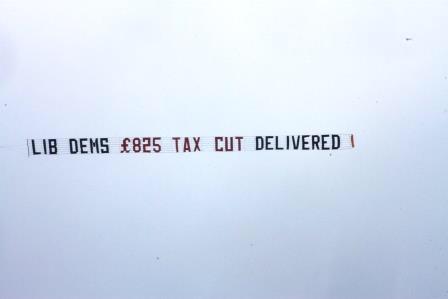 LIB DEMS £825 TAX CUT DELIVERED